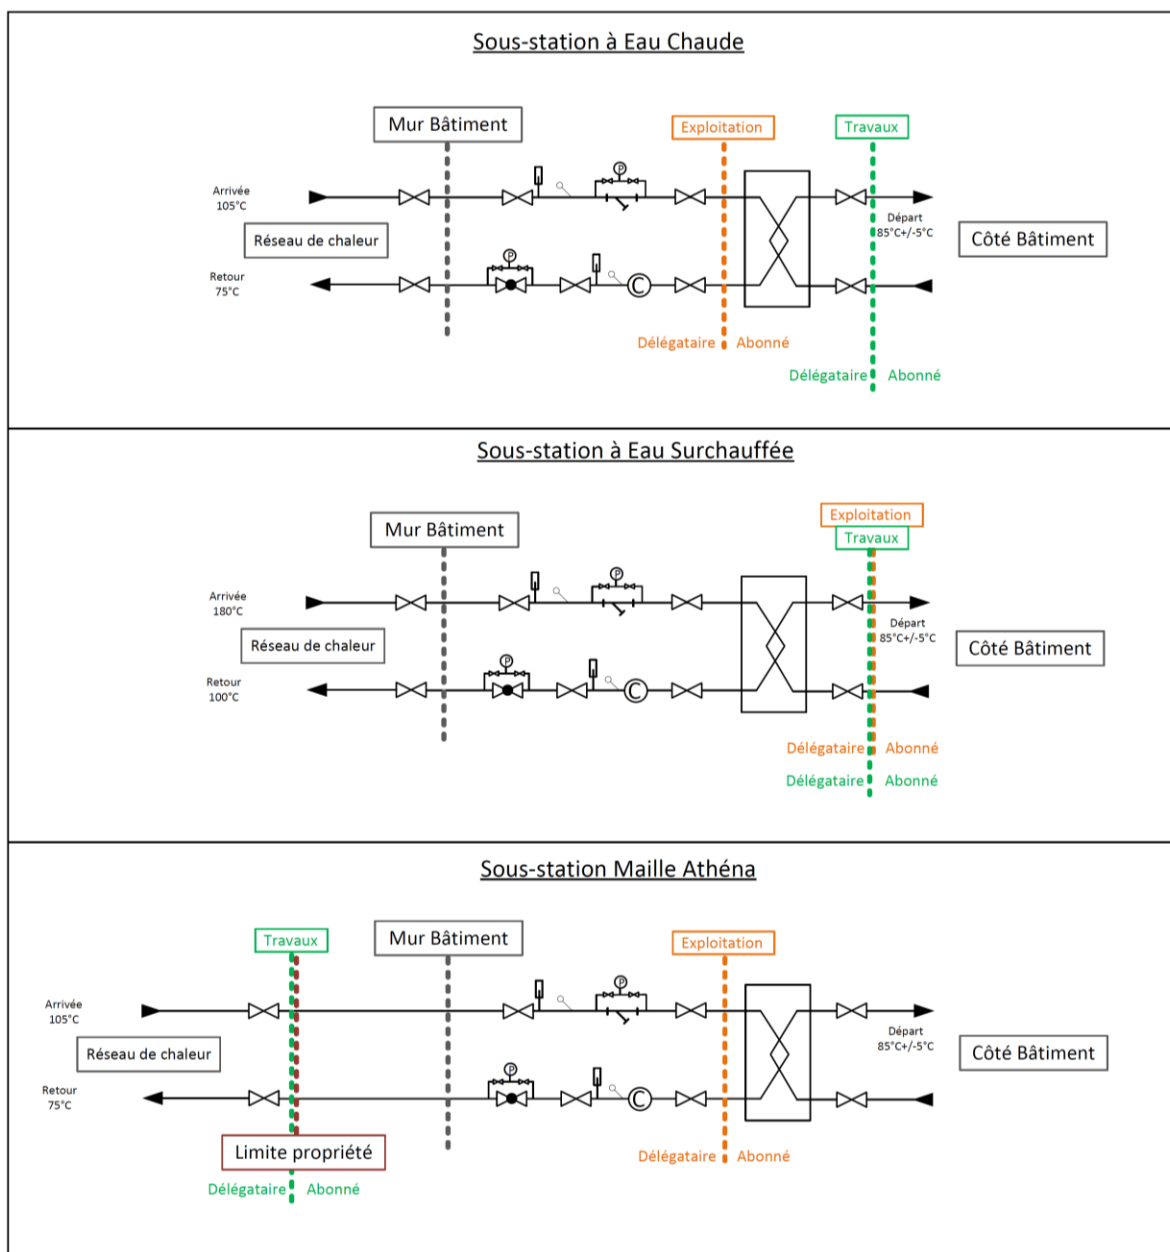 Sous-station à Eau Chaude
Mur Bâtiment
Exploitation
Travaux
P
Arrivée
105°C
Départ
85°C+/-5°C
Réseau de chaleur
Côté Bâtiment
P
Retour
75°C
C
Délégataire
Abonné
Délégataire
Abonné
Sous-station à Eau Surchauffée
Exploitation
Travaux
Mur Bâtiment
P
Arrivée
180°C
Départ
85°C+/-5°C
Réseau de chaleur
Côté Bâtiment
P
Retour
100°C
C
Délégataire
Abonné
Délégataire
Abonné
Sous-station Maille Athéna
Travaux
Mur Bâtiment
Exploitation
P
Arrivée
105°C
Départ
85°C+/-5°C
Réseau de chaleur
Côté Bâtiment
P
Retour
75°C
C
Limite propriété
Délégataire
Abonné
Délégataire
Abonné